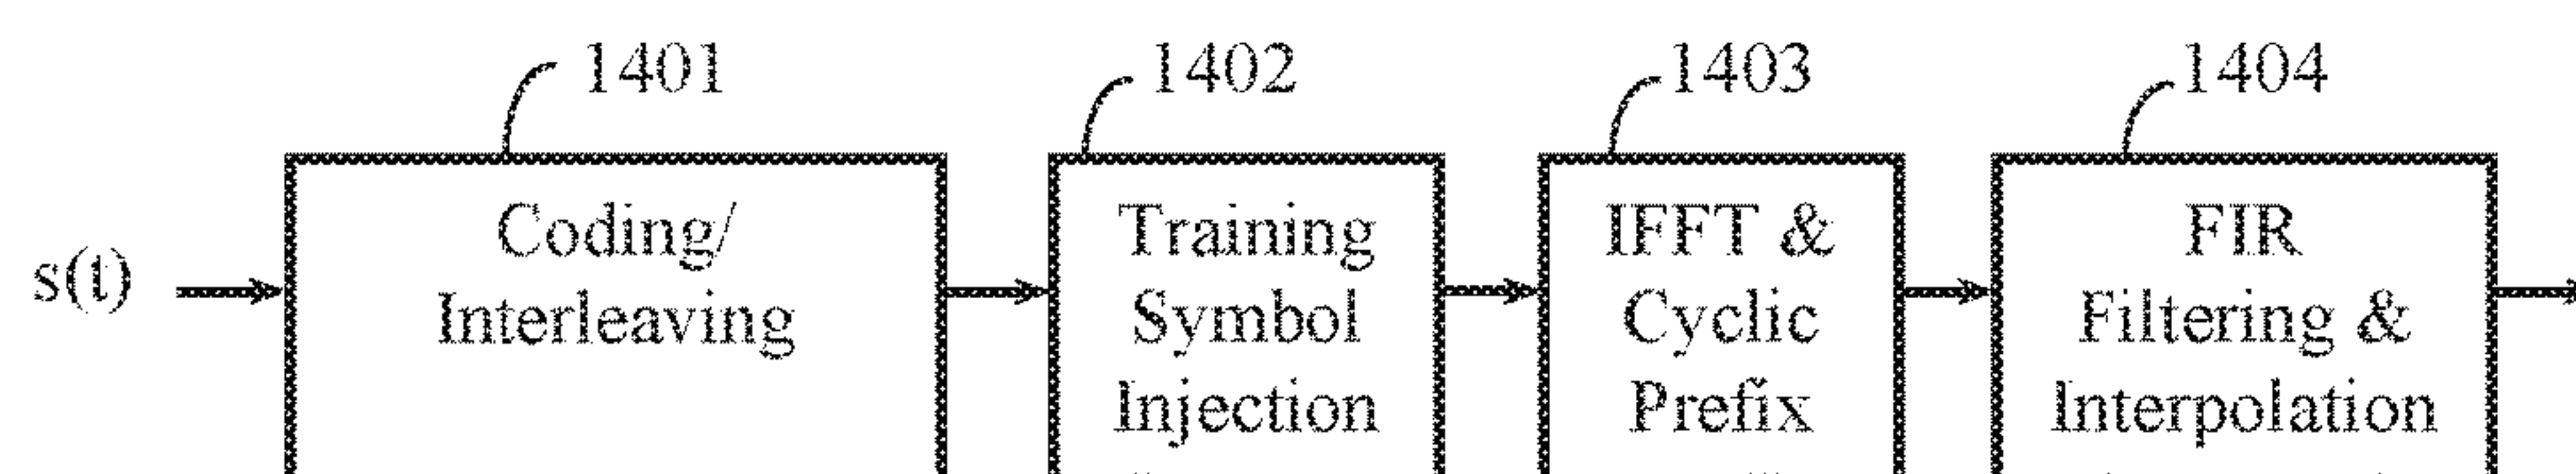 1401
1402
1403
1404
s(t)
Coding/
Interleaving
Training
Symbol
Injection
IFFT &
Cyclic
Prefix
FIR
Filtering &
Interpolation